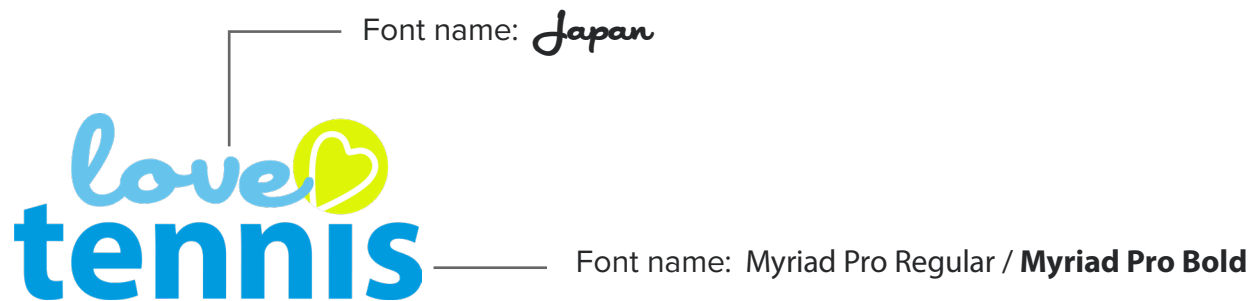 Font name: Japan
love
tennis
Font name: Myriad Pro Regular / Myriad Pro Bold